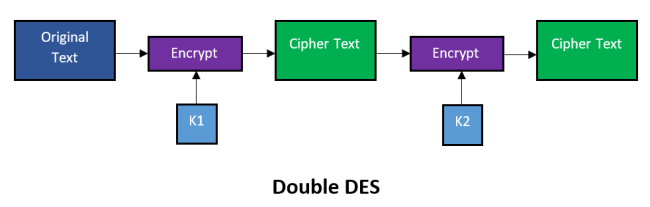 Original
Text
Encrypt
Cipher Text
Encrypt
Cipher Text
K1
K2
Double DES